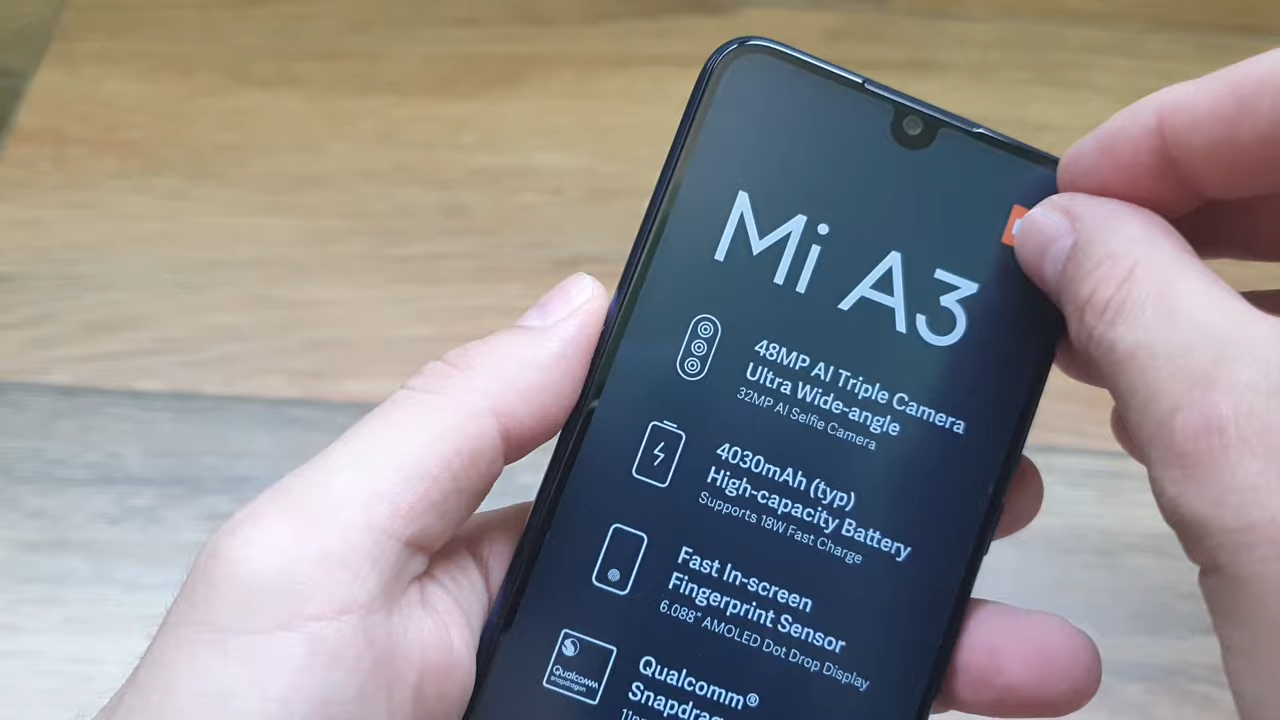 Mi A3
48MP AI Triple Camera
Ultra Wide-angle
32MP AI Selfie Camera
4030mAh (typ)
High-capacity Battery
Supports 18W Fast Charge
Fast In-screen
Fingerprint Sensor
6.088" AMOLED Dot Drop Display
Qualcomm
snapdragon
Qualcomm®